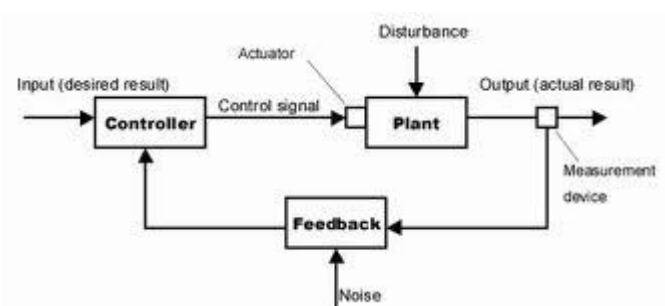 Disturbance
Actuator
Input (desired result)
Control signal
Output (actual result)
Controller
Plant
Measurement
device
Feedback
Noise